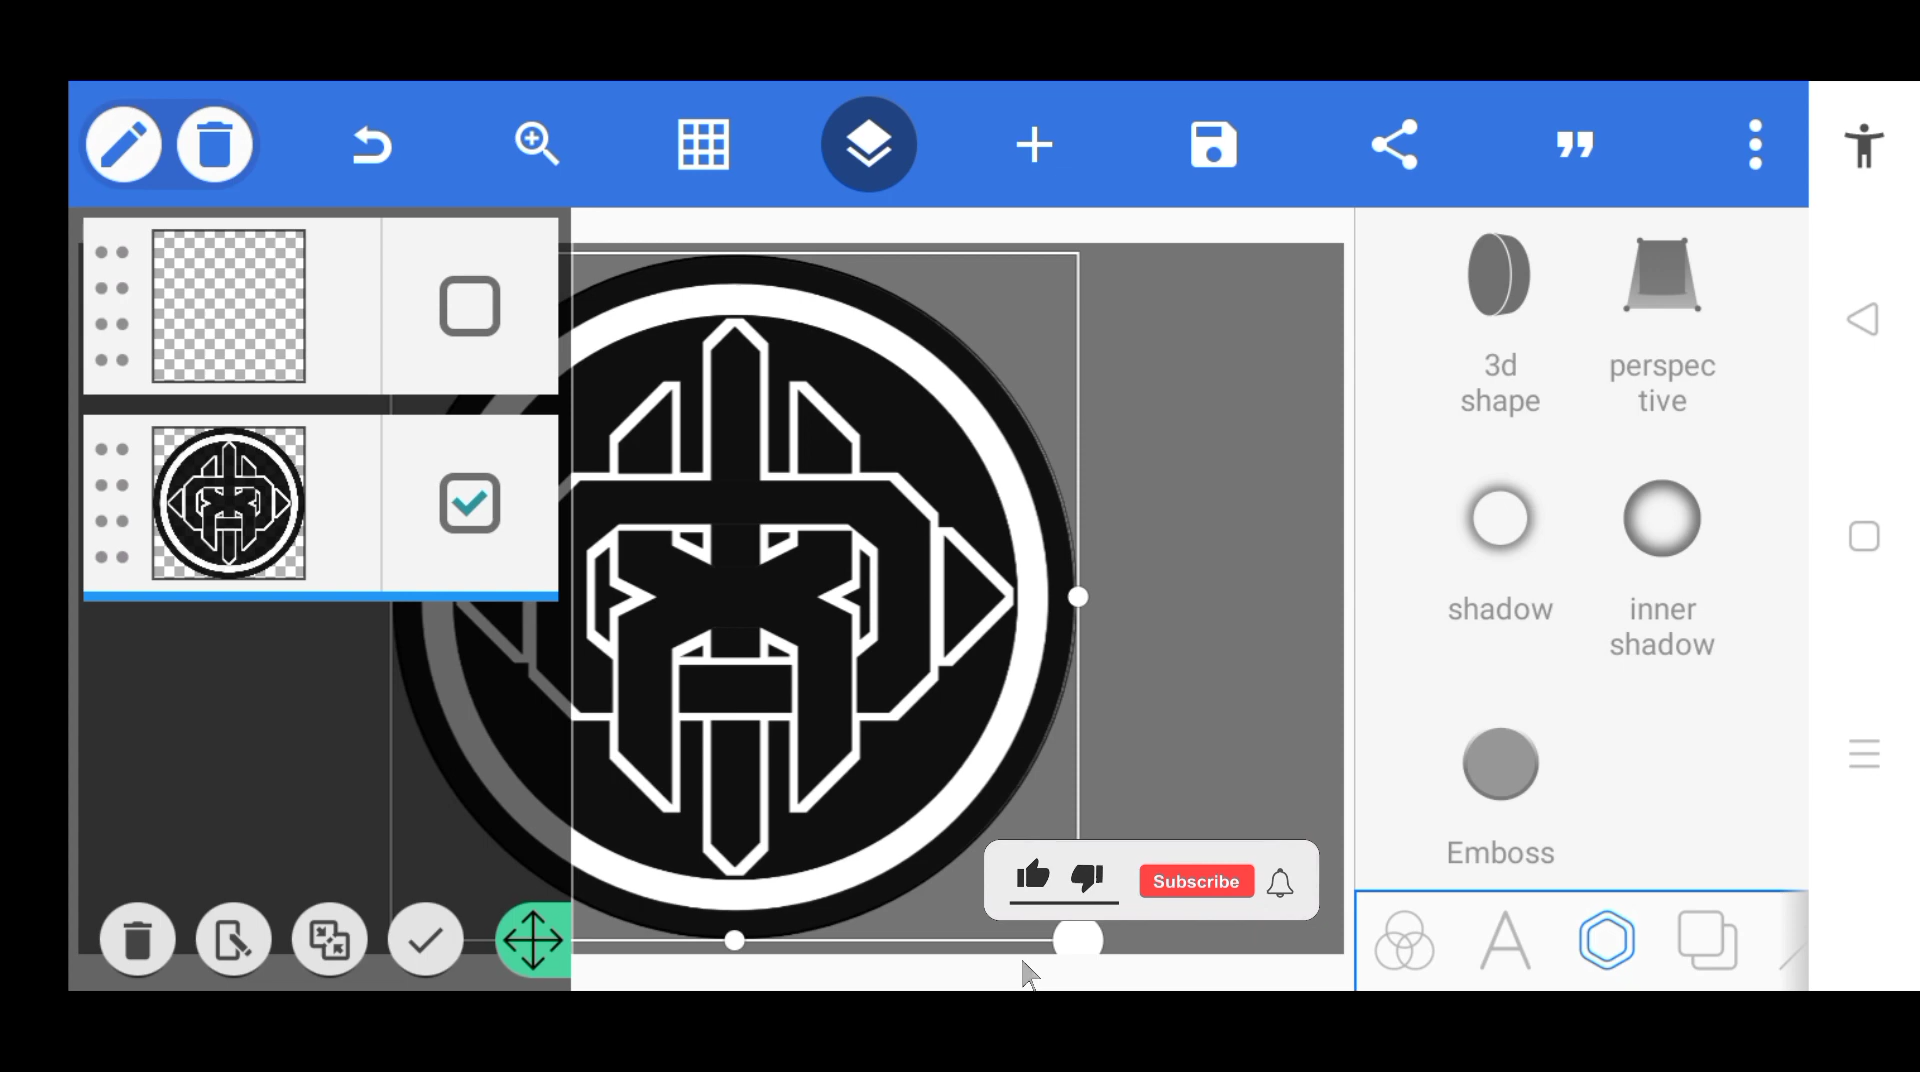 3d
shape
perspec
tive
shadow
inner
shadow
Emboss
Subscribe